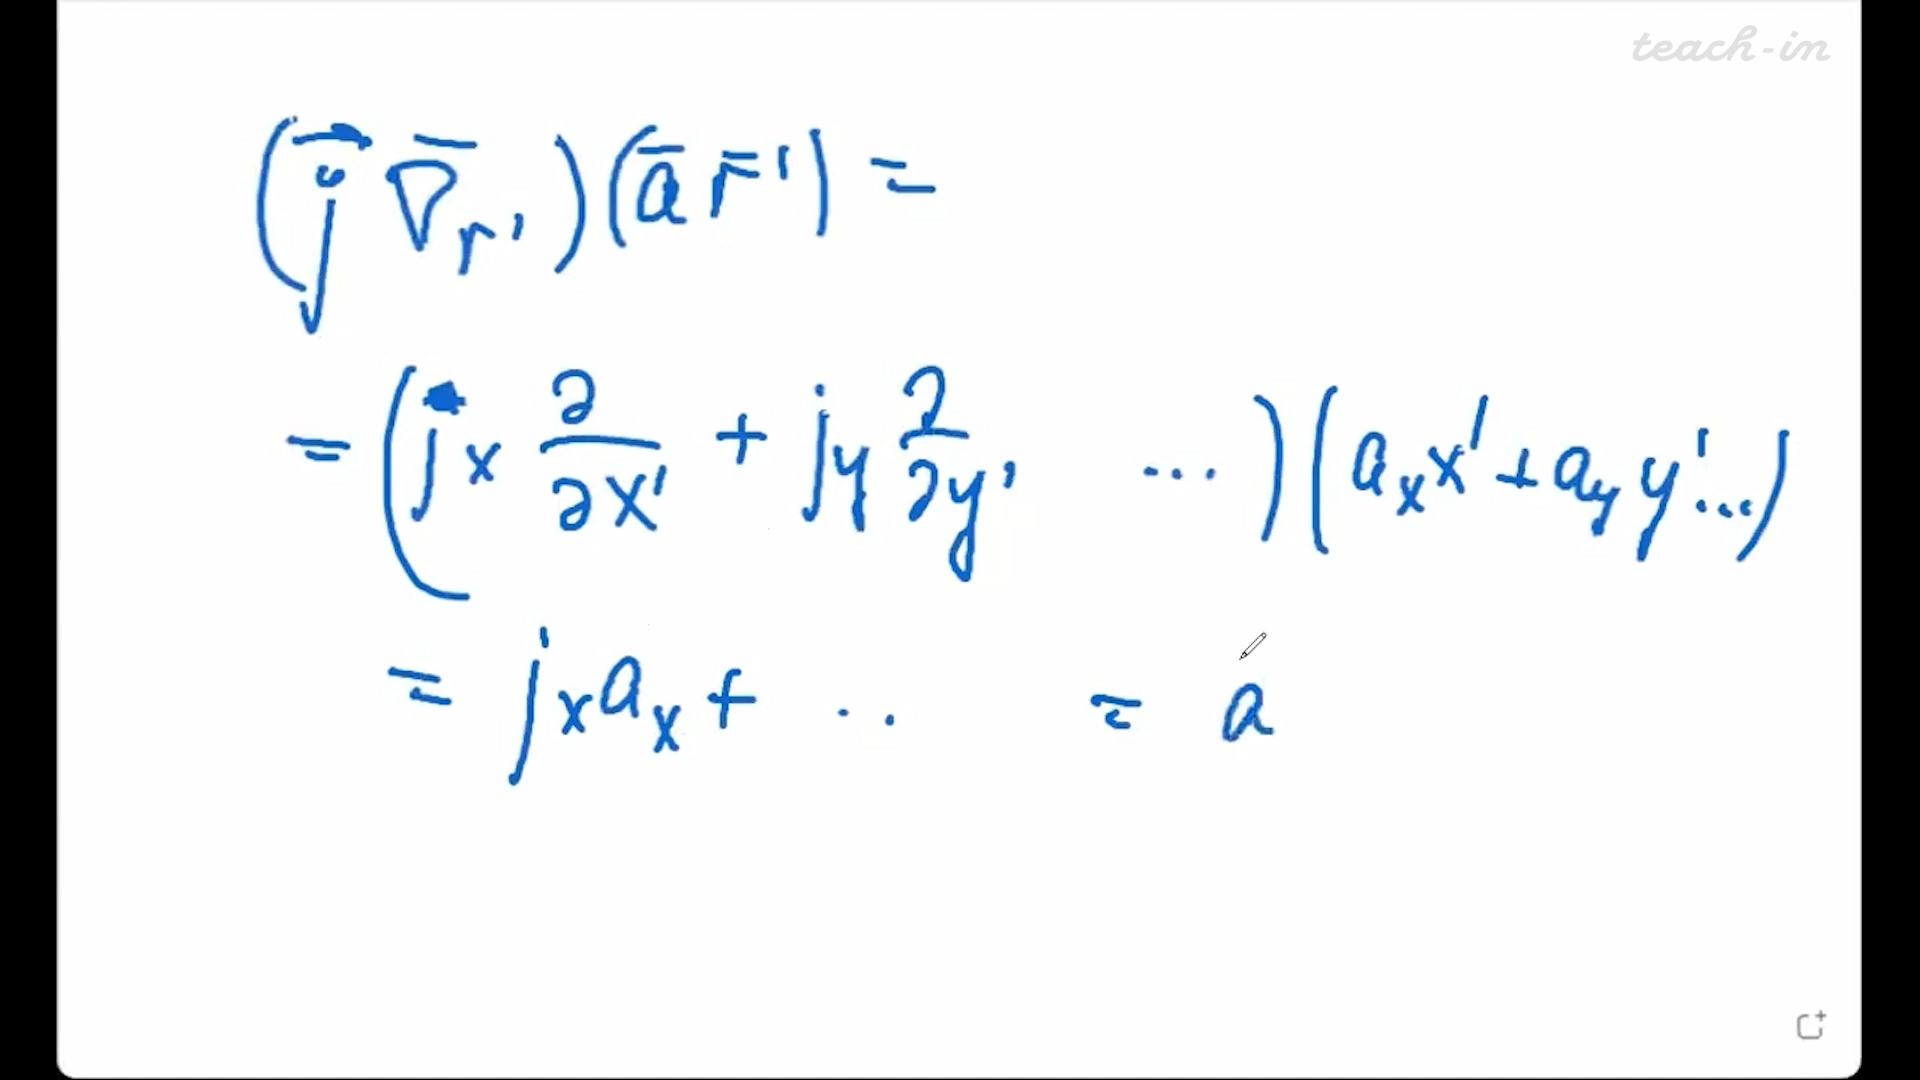 teach-in
(j⃗ ∇̄_r')(ā r̄') =
= (j_x ∂/∂x' + j_y ∂/∂y' ...)(a_x x' + a_y y' ...)
= j_x a_x + .. = a